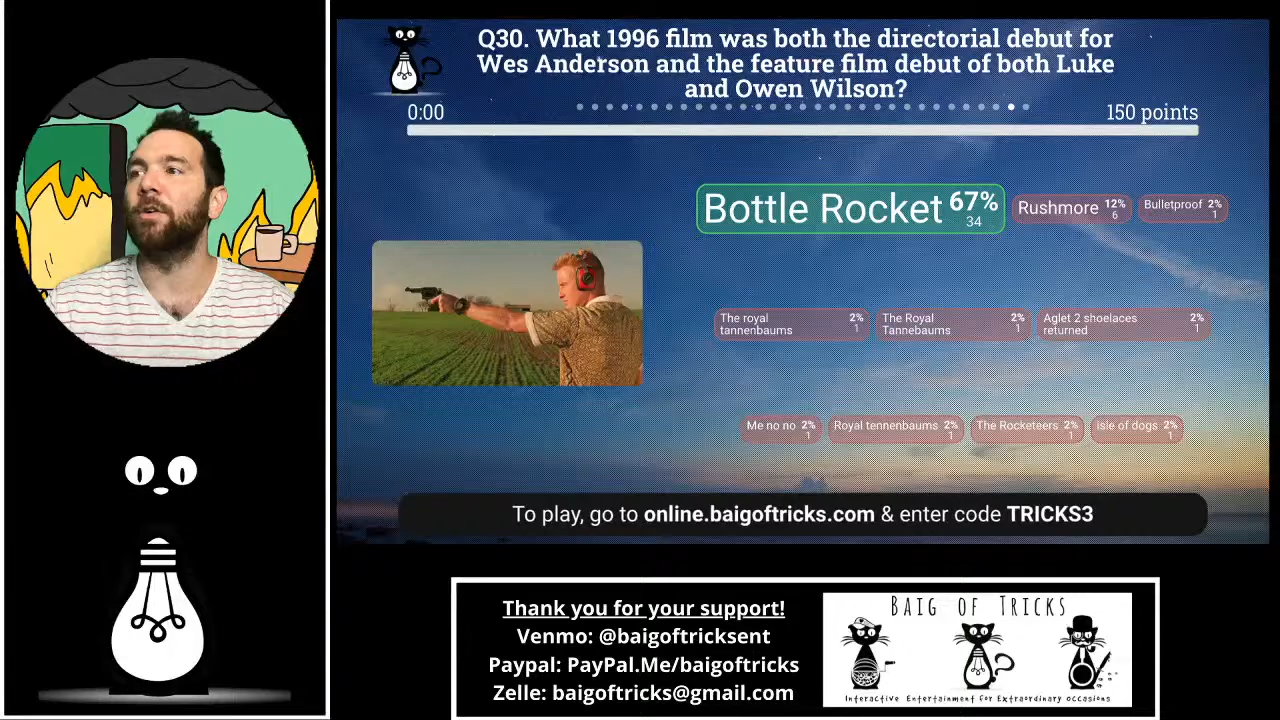 Q30. What 1996 film was both the directorial debut for
Wes Anderson and the feature film debut of both Luke
and Owen Wilson?
0:00
150 points
Bottle Rocket 67% 34
Rushmore 12% 6
Bulletproof 2% 1
The royal
tannenbaums 2% 1
The Royal
Tannebaums 2% 1
Aglet 2 shoelaces
returned 2% 1
Me no no 2% 1
Royal tennenbaums 2% 1
The Rocketeers 2% 1
isle of dogs 2% 1
To play, go to online.baigoftricks.com & enter code TRICKS3
Thank you for your support!
Venmo: @baigoftricksent
Paypal: PayPal.Me/baigoftricks
Zelle: baigoftricks@gmail.com
BAIG OF TRICKS
Interactive Entertainment for Extraordinary occasions